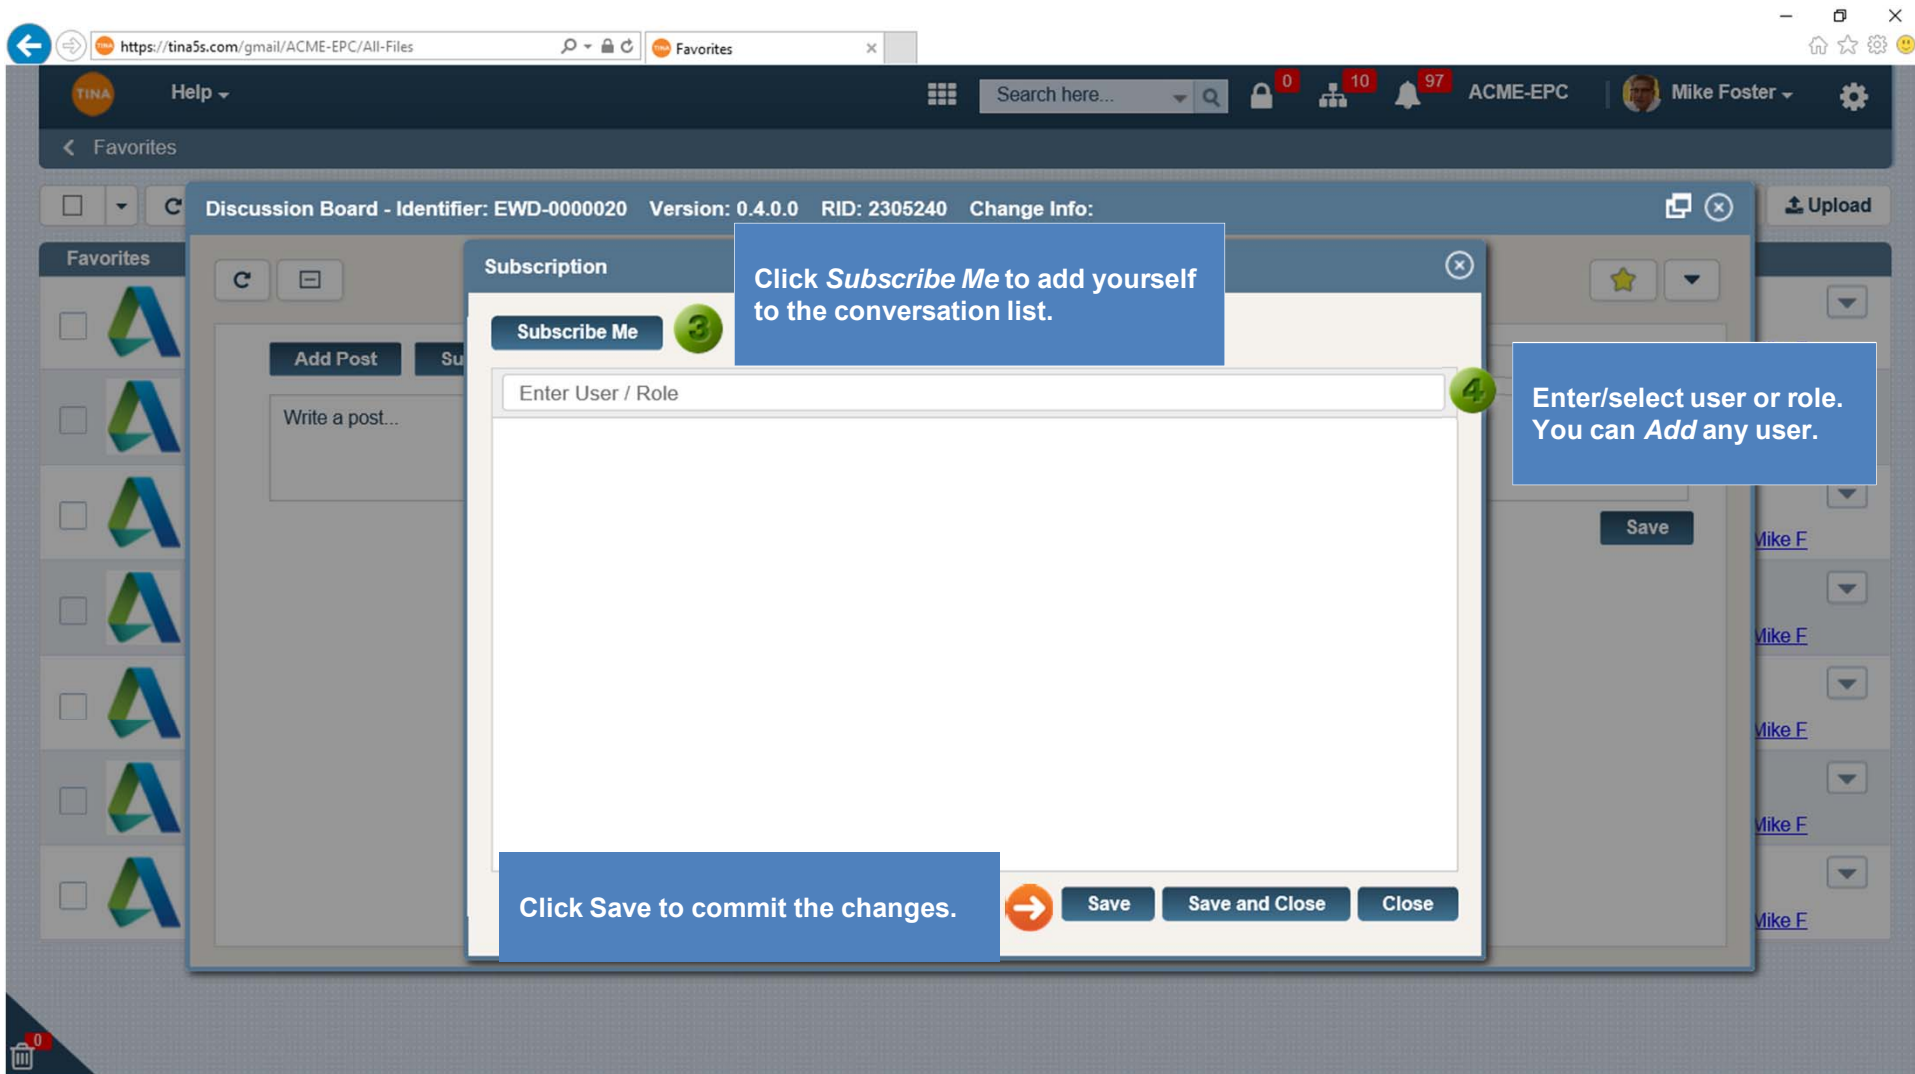 https://tina5s.com/gmail/ACME-EPC/All-Files
Favorites
TINA
Help
Search here...
0
10
97
ACME-EPC
Mike Foster
Favorites
Discussion Board - Identifier: EWD-0000020 Version: 0.4.0.0 RID: 2305240 Change Info:
Upload
Favorites
Subscription
Click Subscribe Me to add yourself
to the conversation list.
Subscribe Me
3
Add Post
Su
Enter User / Role
4
Enter/select user or role.
You can Add any user.
Write a post...
Save
Mike F
Mike F
Mike F
Mike F
Click Save to commit the changes.
Save
Save and Close
Close
Mike F
0